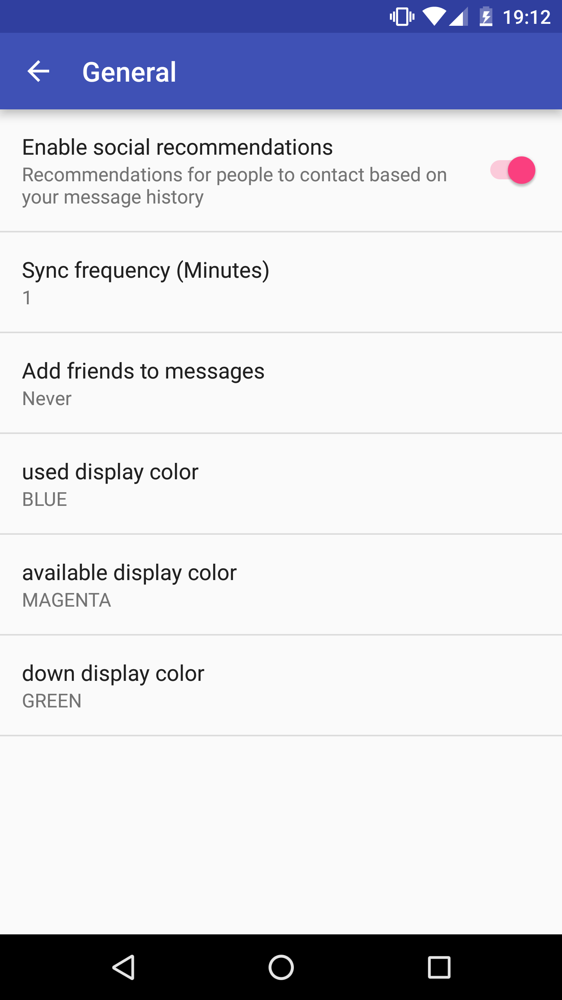 19:12
General
Enable social recommendations
Recommendations for people to contact based on
your message history
Sync frequency (Minutes)
1
Add friends to messages
Never
used display color
BLUE
available display color
MAGENTA
down display color
GREEN